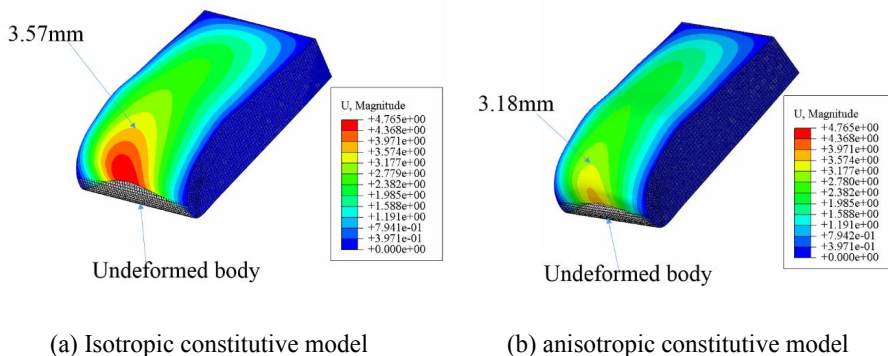 3.57mm
U, Magnitude
+4.765e+00
+4.368e+00
+3.971e+00
+3.574e+00
+3.177e+00
+2.779e+00
+2.382e+00
+1.985e+00
+1.588e+00
+1.191e+00
+7.941e-01
+3.971e-01
+0.000e+00
Undeformed body
(a) Isotropic constitutive model
3.18mm
U, Magnitude
+4.765e+00
+4.368e+00
+3.971e+00
+3.574e+00
+3.177e+00
+2.780e+00
+2.382e+00
+1.985e+00
+1.588e+00
+1.191e+00
+7.942e-01
+3.971e-01
+0.000e+00
Undeformed body
(b) anisotropic constitutive model